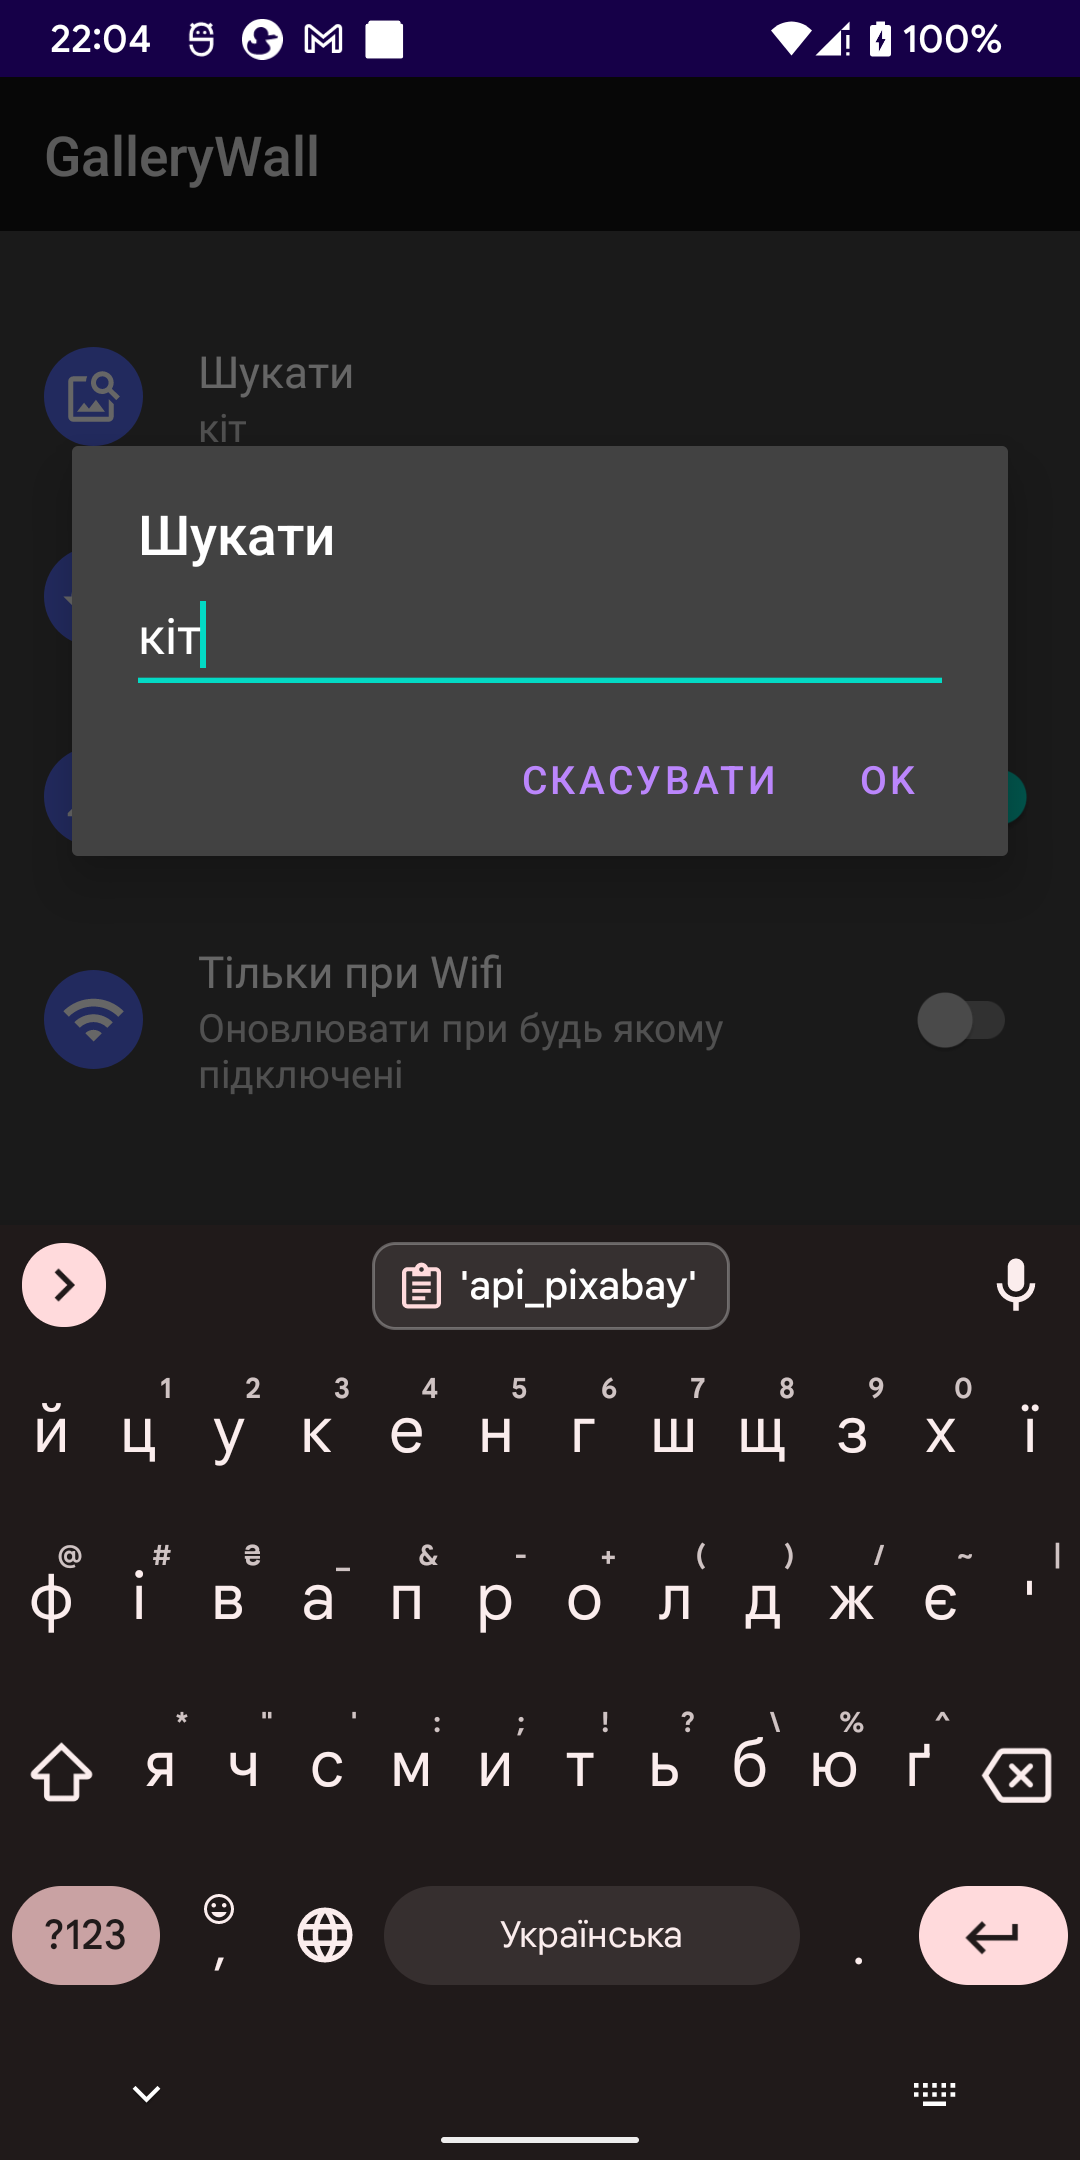 22:04 100%
GalleryWall
Шукати
кіт
Шукати
кіт
СКАСУВАТИ OK
Тільки при Wifi
Оновлювати при будь якому
підключені
'api_pixabay'
1 2 3 4 5 6 7 8 9 0
й ц у к е н г ш щ з х ї
@ # ₴ _ & - + ( ) / ~ |
ф і в а п р о л д ж є '
* " ' : ; ! ? \ % ^
я ч с м и т ь б ю ґ
?123 , Українська .